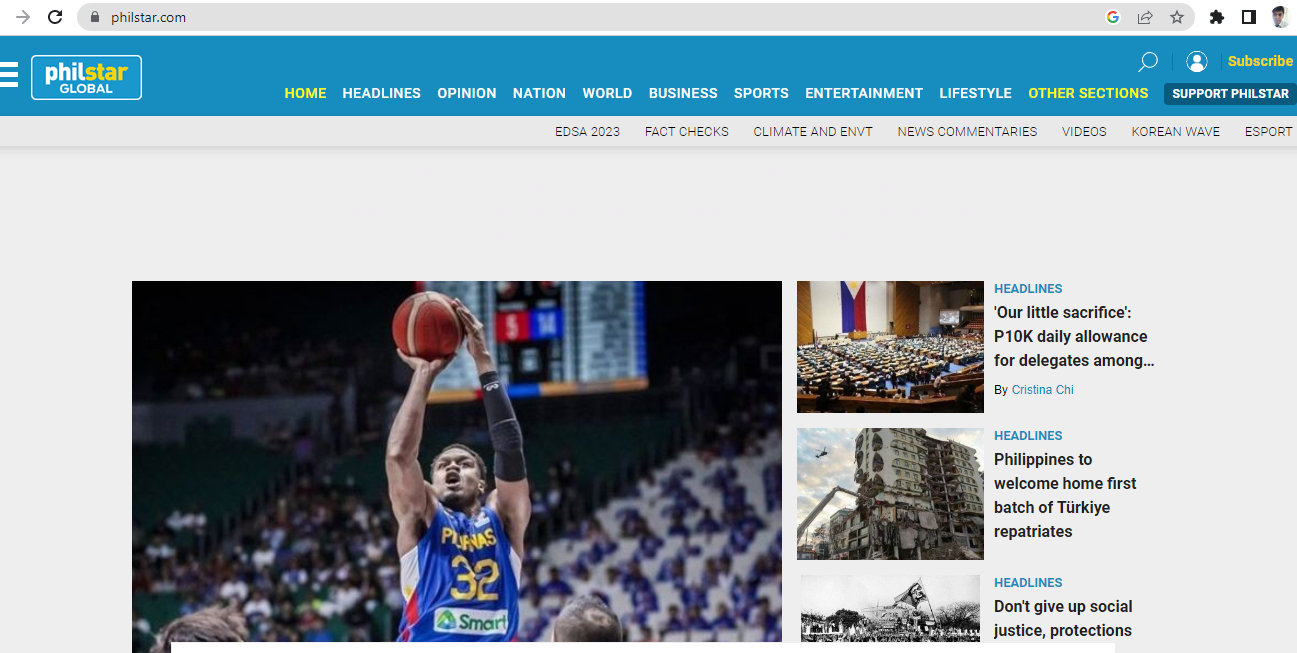 philstar.com
philstar
GLOBAL
Subscribe
HOME HEADLINES OPINION NATION WORLD BUSINESS SPORTS ENTERTAINMENT LIFESTYLE OTHER SECTIONS SUPPORT PHILSTAR
EDSA 2023 FACT CHECKS CLIMATE AND ENVT NEWS COMMENTARIES VIDEOS KOREAN WAVE ESPORT
5 14
PILIPINAS
32
Smart
HEADLINES
'Our little sacrifice':
P10K daily allowance
for delegates among...
By Cristina Chi
HEADLINES
Philippines to
welcome home first
batch of Türkiye
repatriates
HEADLINES
Don't give up social
justice, protections